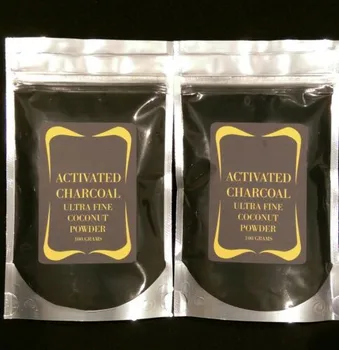 ACTIVATED
CHARCOAL
ULTRA FINE
COCONUT
POWDER
100 GRAMS
ACTIVATED
CHARCOAL
ULTRA FINE
COCONUT
POWDER
100 GRAMS